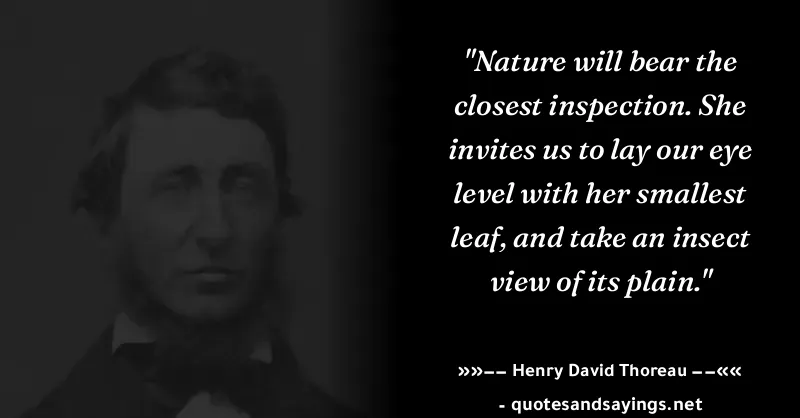 "Nature will bear the
closest inspection. She
invites us to lay our eye
level with her smallest
leaf, and take an insect
view of its plain."
»»−− Henry David Thoreau −−««
- quotesandsayings.net